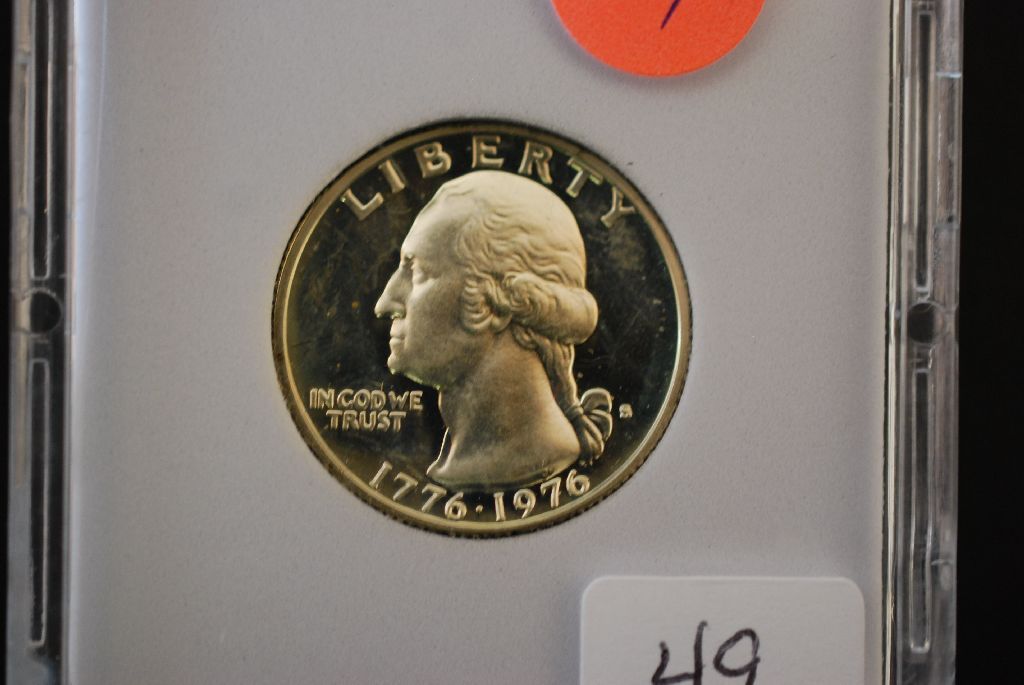 LIBERTY
IN GOD WE
TRUST
S
1776 · 1976
49